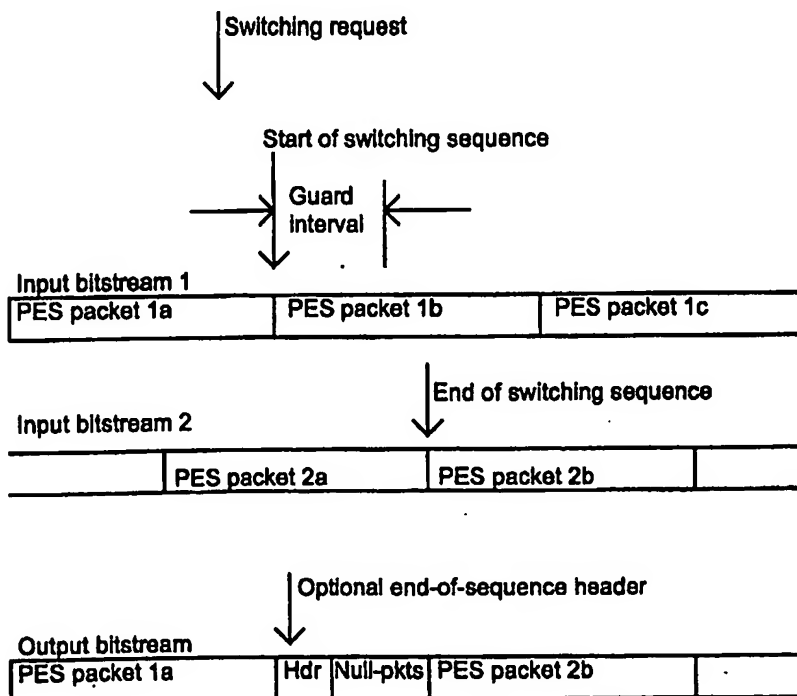 Switching request
Start of switching sequence
Guard
interval
Input bitstream 1
PES packet 1a
PES packet 1b
PES packet 1c
End of switching sequence
Input bitstream 2
PES packet 2a
PES packet 2b
Optional end-of-sequence header
Output bitstream
PES packet 1a
Hdr
Null-pkts
PES packet 2b